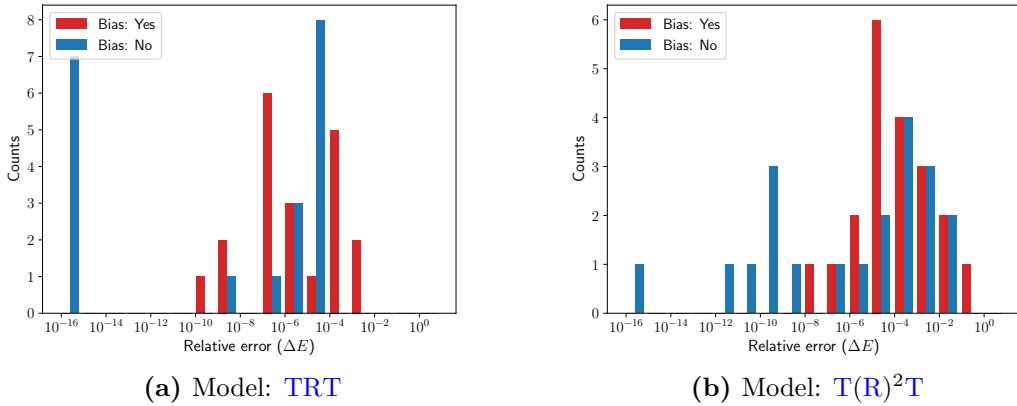 Bias: Yes
Bias: No
8
7
6
5
4
3
2
1
0
Counts
10^-16 10^-14 10^-12 10^-10 10^-8 10^-6 10^-4 10^-2 10^0
Relative error (ΔE)
(a) Model: TRT
Bias: Yes
Bias: No
6
5
4
3
2
1
0
Counts
10^-16 10^-14 10^-12 10^-10 10^-8 10^-6 10^-4 10^-2 10^0
Relative error (ΔE)
(b) Model: T(R)²T